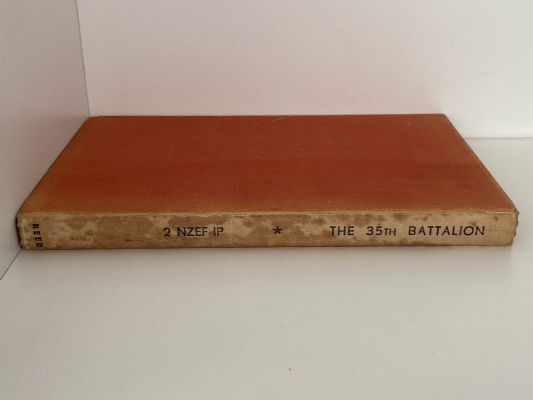 REED
2 NZEF IP ★ THE 35TH BATTALION